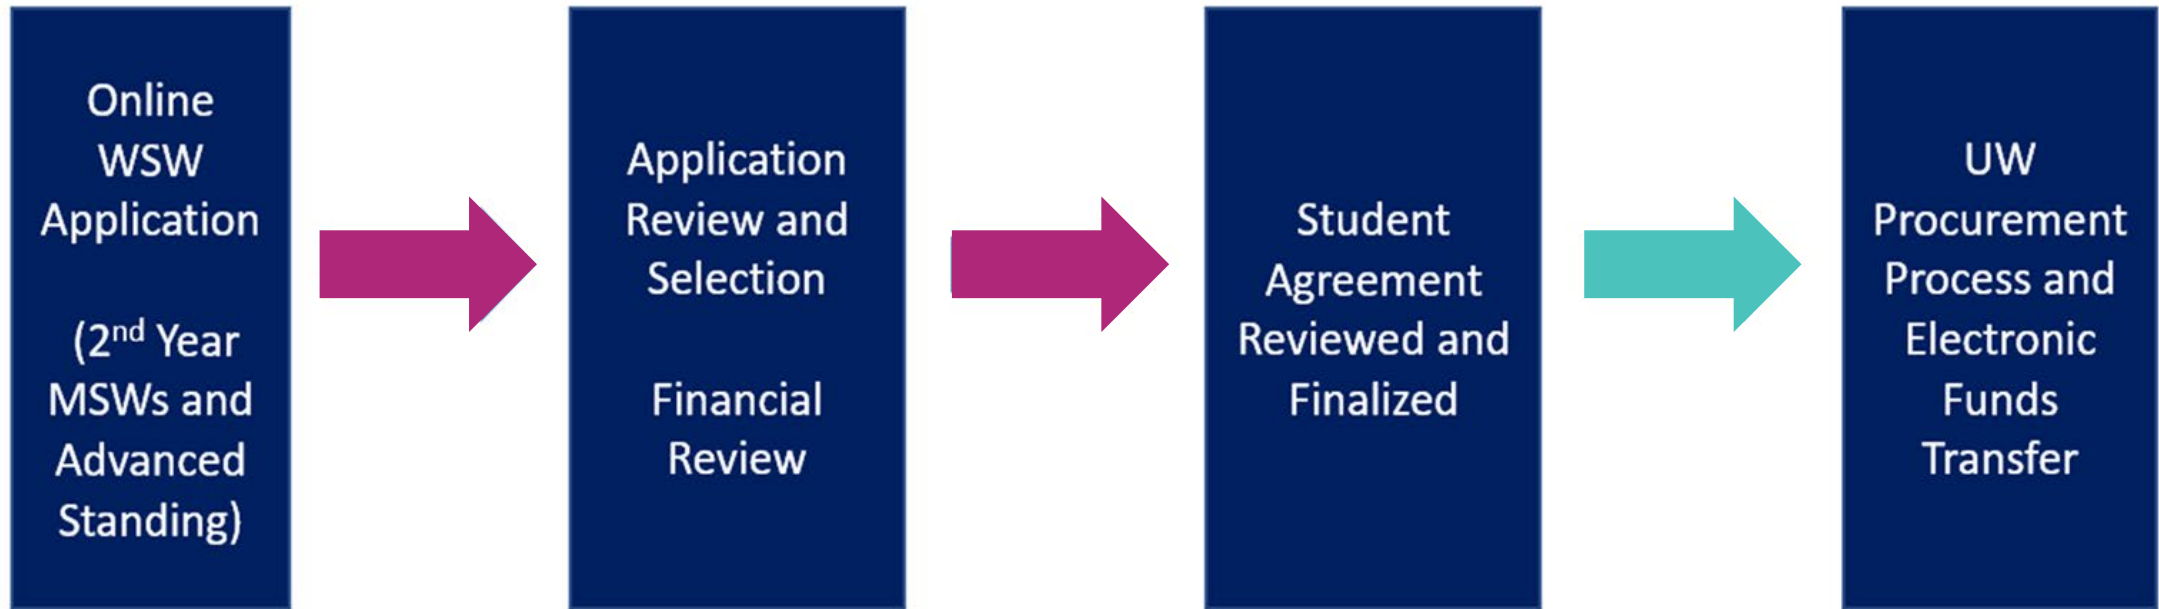 Online
WSW
Application
(2nd Year
MSWs and
Advanced
Standing)
Application
Review and
Selection
Financial
Review
Student
Agreement
Reviewed and
Finalized
UW
Procurement
Process and
Electronic
Funds
Transfer